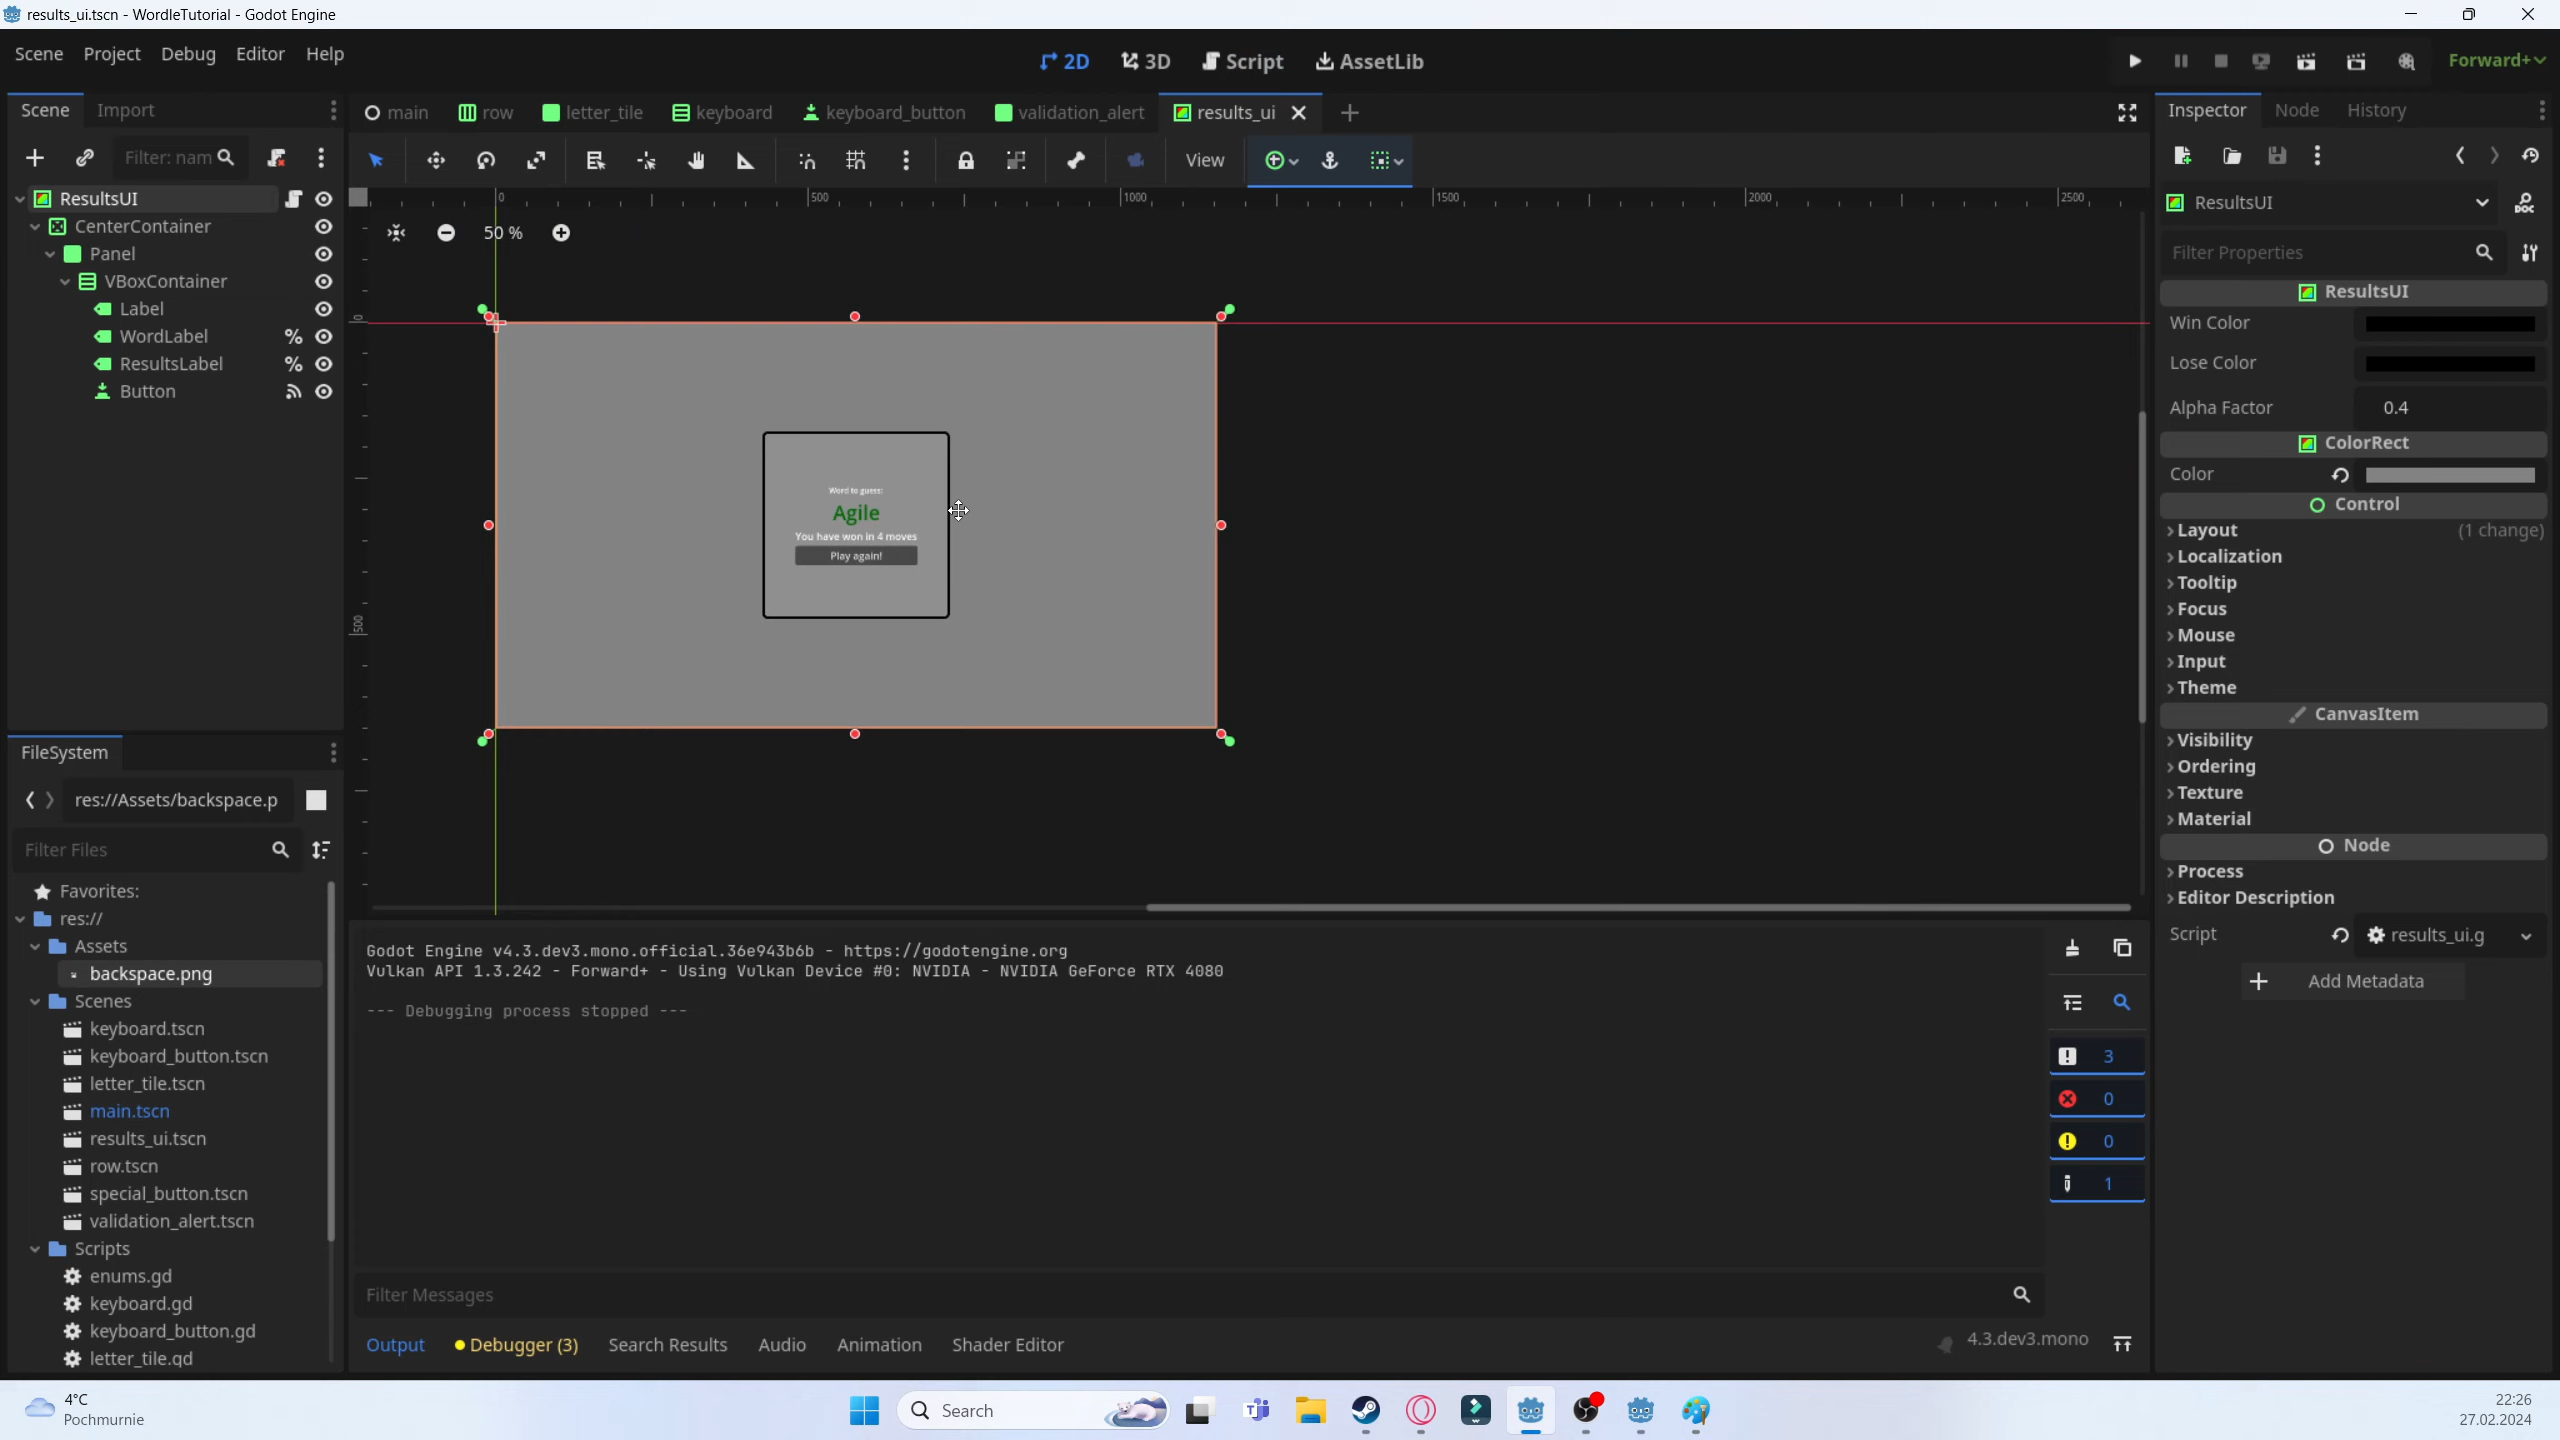 results_ui.tscn - WordleTutorial - Godot Engine
Scene Project Debug Editor Help
2D 3D Script AssetLib
Forward+
Scene Import
main row letter_tile keyboard keyboard_button validation_alert results_ui
Inspector Node History
Filter: nam
View
ResultsUI
CenterContainer
Panel
VBoxContainer
Label
WordLabel %
ResultsLabel %
Button
0 500 1000 1500 2000 2500
50 %
0
500
Word to guess:
Agile
You have won in 4 moves
Play again!
ResultsUI
Filter Properties
ResultsUI
Win Color
Lose Color
Alpha Factor 0.4
ColorRect
Color
Control
Layout (1 change)
Localization
Tooltip
Focus
Mouse
Input
Theme
CanvasItem
Visibility
Ordering
Texture
Material
Node
Process
Editor Description
Script results_ui.g
Add Metadata
FileSystem
res://Assets/backspace.p
Filter Files
Favorites:
res://
Assets
backspace.png
Scenes
keyboard.tscn
keyboard_button.tscn
letter_tile.tscn
main.tscn
results_ui.tscn
row.tscn
special_button.tscn
validation_alert.tscn
Scripts
enums.gd
keyboard.gd
keyboard_button.gd
letter_tile.gd
Godot Engine v4.3.dev3.mono.official.36e943b6b - https://godotengine.org
Vulkan API 1.3.242 - Forward+ - Using Vulkan Device #0: NVIDIA - NVIDIA GeForce RTX 4080
--- Debugging process stopped ---
3
0
0
1
Filter Messages
Output Debugger (3) Search Results Audio Animation Shader Editor
4.3.dev3.mono
4°C
Pochmurnie
Search
22:26
27.02.2024